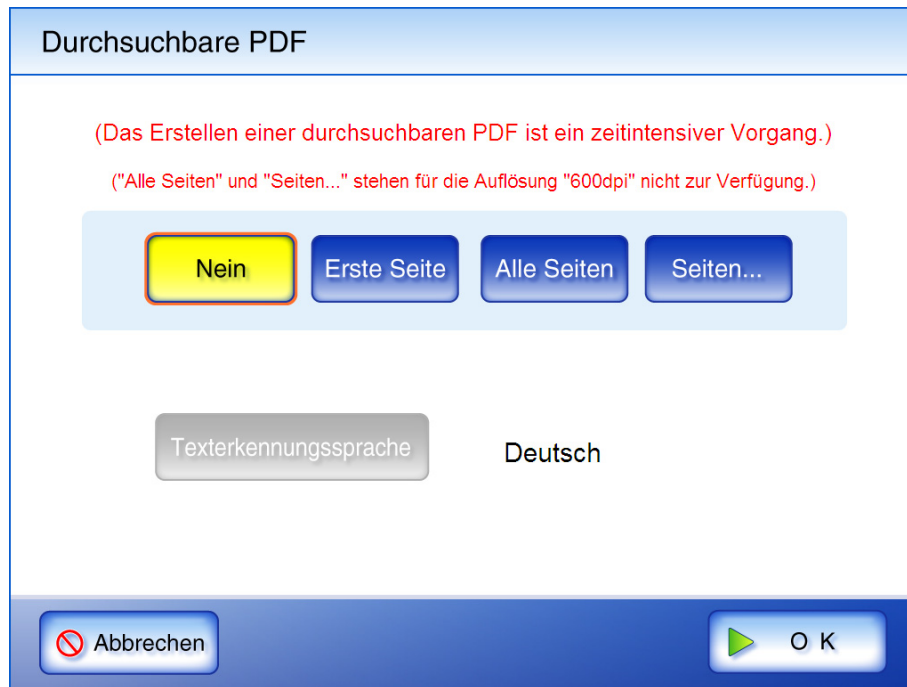 Durchsuchbare PDF
(Das Erstellen einer durchsuchbaren PDF ist ein zeitintensiver Vorgang.)
("Alle Seiten" und "Seiten..." stehen für die Auflösung "600dpi" nicht zur Verfügung.)
Nein Erste Seite Alle Seiten Seiten...
Texterkennungssprache Deutsch
Abbrechen O K